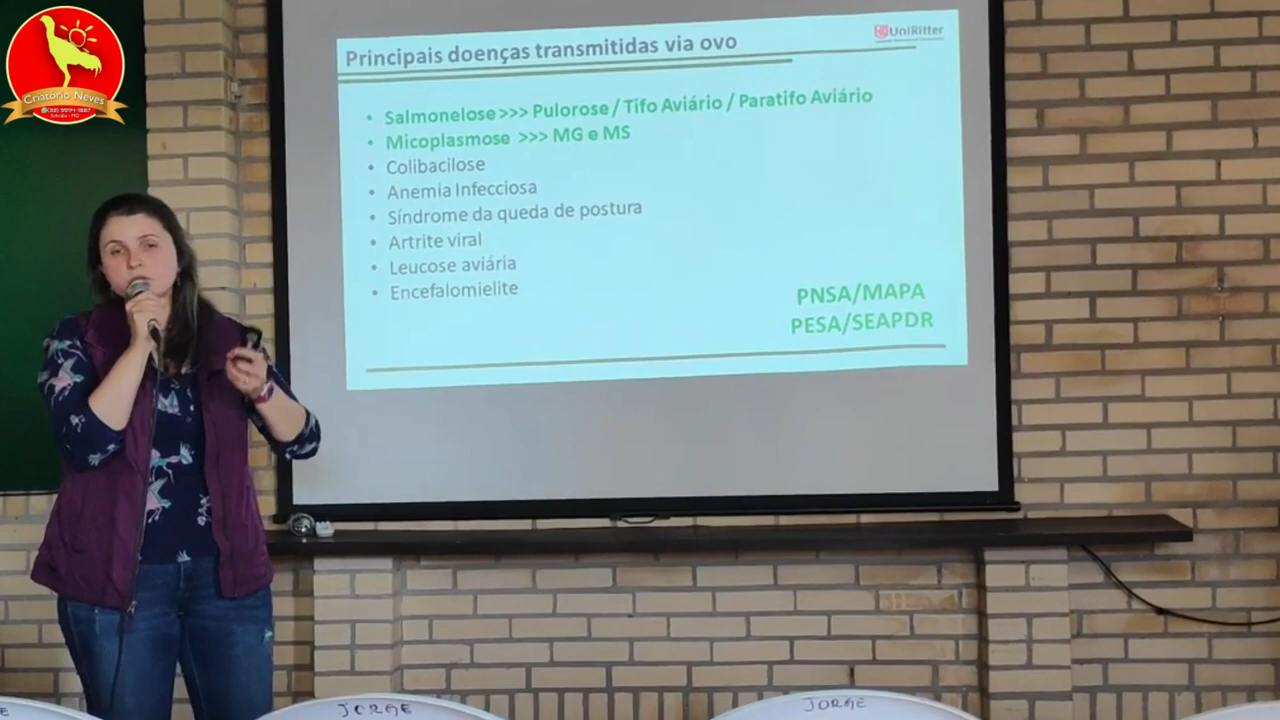 Criatório Neves
Principais doenças transmitidas via ovo
UniRitter
• Salmonelose >>> Pulorose / Tifo Aviário / Paratifo Aviário
• Micoplasmose >>> MG e MS
• Colibacilose
• Anemia Infecciosa
• Síndrome da queda de postura
• Artrite viral
• Leucose aviária
• Encefalomielite
PNSA/MAPA
PESA/SEAPDR
JORGE
JORGE